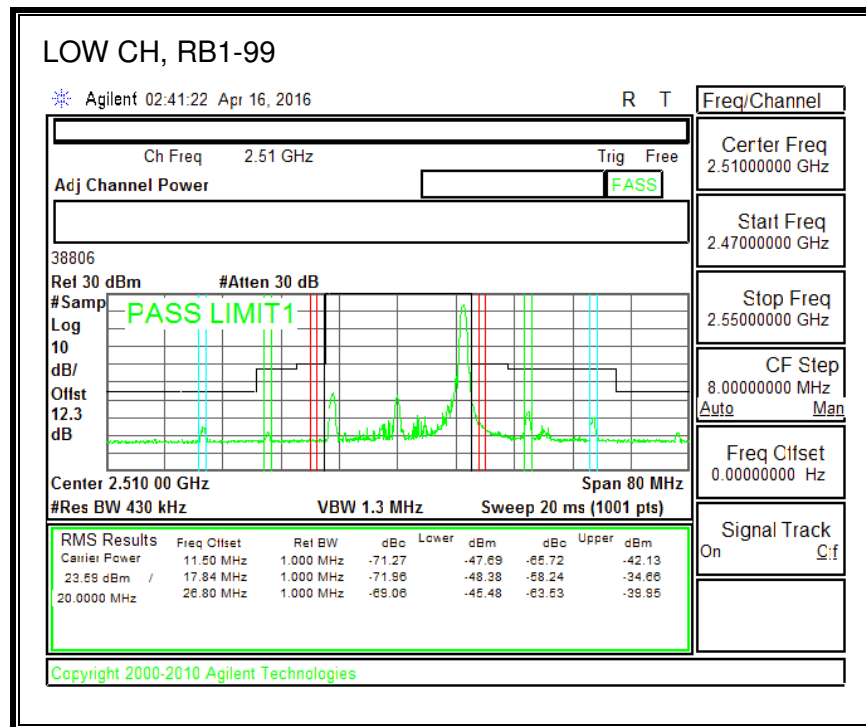 LOW CH, RB1-99
Agilent 02:41:22 Apr 16, 2016 R T
Freq/Channel
Ch Freq 2.51 GHz Trig Free
Adj Channel Power PASS
Center Freq
2.51000000 GHz
Start Freq
2.47000000 GHz
Stop Freq
2.55000000 GHz
CF Step
8.00000000 MHz
Auto Man
Freq Offset
0.00000000 Hz
Signal Track
On Off
38806
Ref 30 dBm #Atten 30 dB
#Samp
Log
10
dB/
Offst
12.3
dB
PASS LIMIT1
Center 2.510 00 GHz Span 80 MHz
#Res BW 430 kHz VBW 1.3 MHz Sweep 20 ms (1001 pts)
RMS Results Freq Offset Ref BW dBc Lower dBm dBc Upper dBm
Carrier Power 11.50 MHz 1.000 MHz -71.27 -47.69 -65.72 -42.13
23.59 dBm / 17.84 MHz 1.000 MHz -71.96 -48.38 -58.24 -34.66
20.0000 MHz 26.80 MHz 1.000 MHz -69.06 -45.48 -63.53 -39.95
Copyright 2000-2010 Agilent Technologies